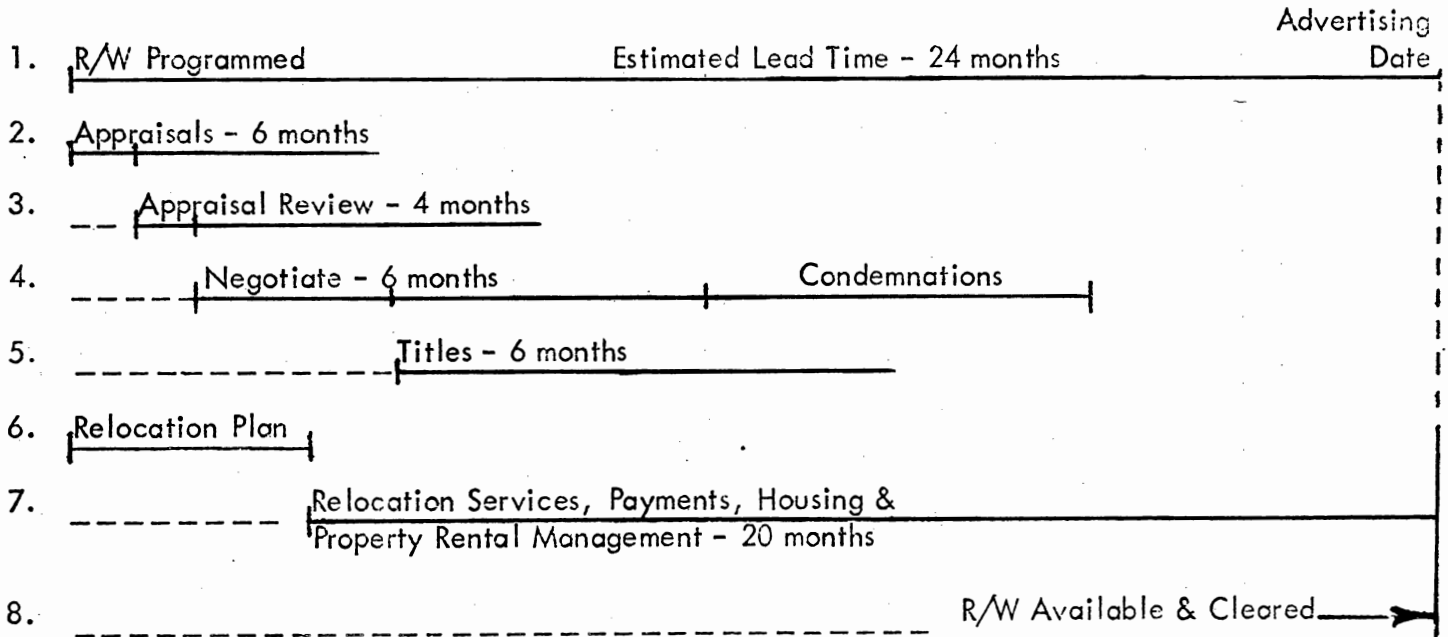 Advertising
1. R/W Programmed Estimated Lead Time - 24 months Date
2. Appraisals - 6 months
3. Appraisal Review - 4 months
4. Negotiate - 6 months Condemnations
5. Titles - 6 months
6. Relocation Plan
7. Relocation Services, Payments, Housing &
Property Rental Management - 20 months
8. R/W Available & Cleared